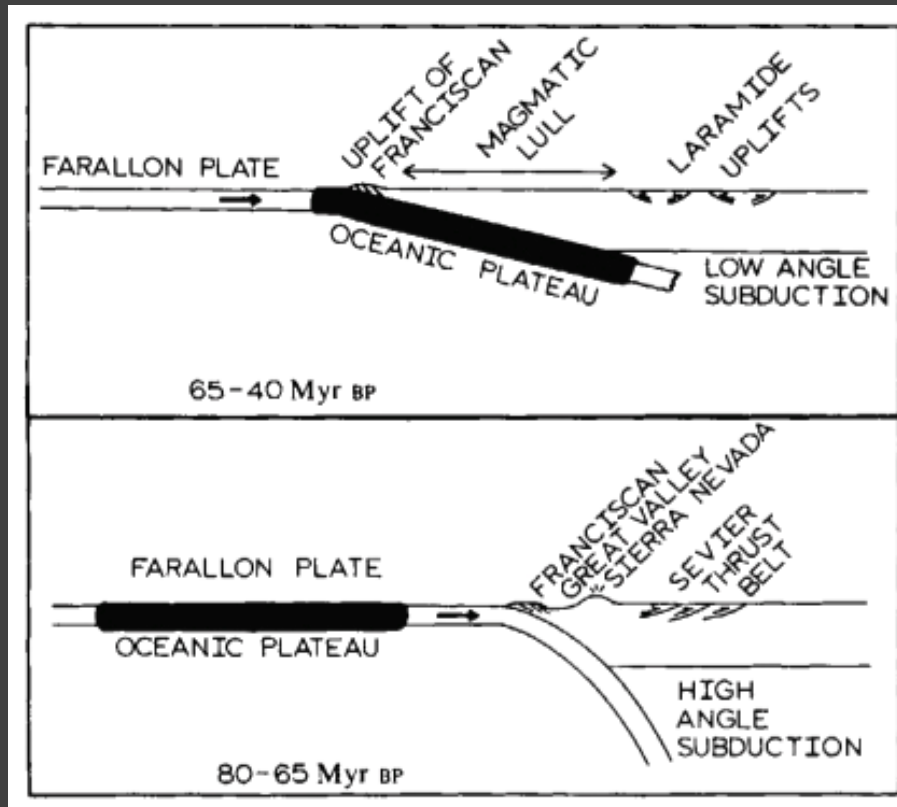 UPLIFT OF
FRANCISCAN
MAGMATIC
LULL
LARAMIDE
UPLIFTS
FARALLON PLATE
OCEANIC PLATEAU
LOW ANGLE
SUBDUCTION
65-40 Myr BP
FRANCISCAN
GREAT VALLEY
SIERRA NEVADA
SEVIER
THRUST
BELT
FARALLON PLATE
OCEANIC PLATEAU
HIGH
ANGLE
SUBDUCTION
80-65 Myr BP